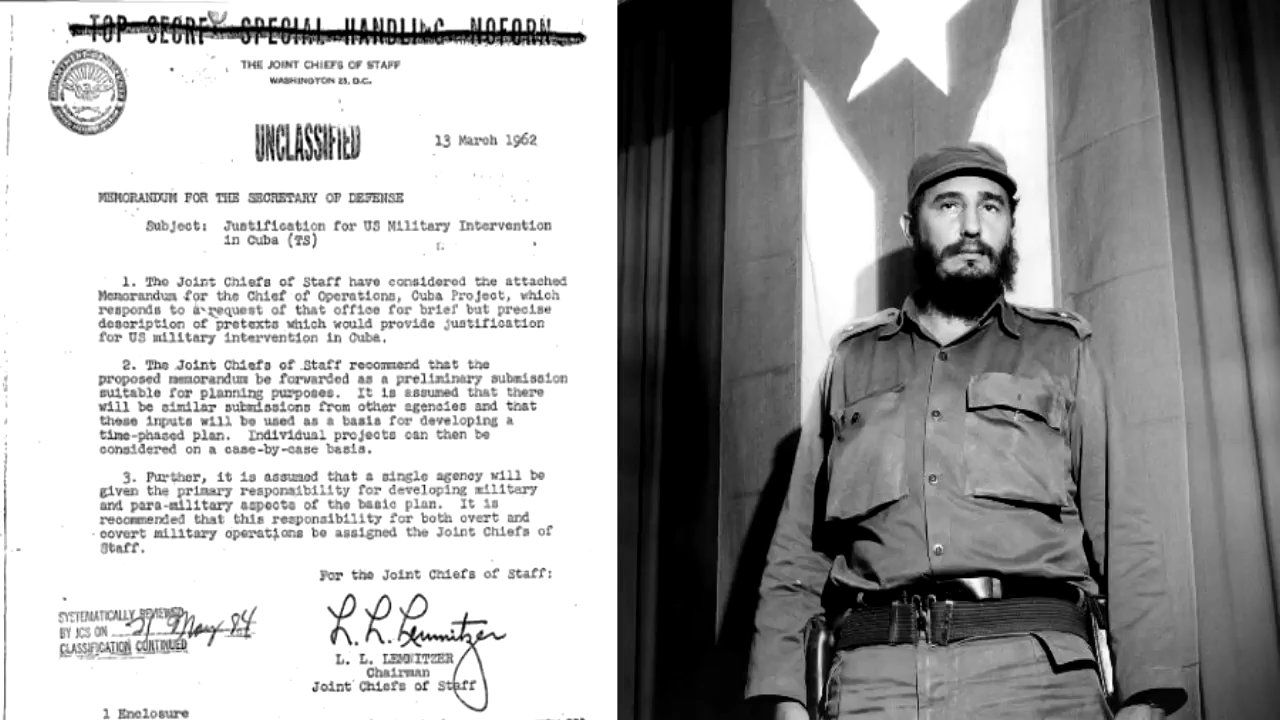 TOP SECRET SPECIAL HANDLING NOFORN
THE JOINT CHIEFS OF STAFF
WASHINGTON 25, D.C.
UNCLASSIFIED
13 March 1962
MEMORANDUM FOR THE SECRETARY OF DEFENSE
Subject: Justification for US Military Intervention
in Cuba (TS)
1. The Joint Chiefs of Staff have considered the attached
Memorandum for the Chief of Operations, Cuba Project, which
responds to a request of that office for brief but precise
description of pretexts which would provide justification
for US military intervention in Cuba.
2. The Joint Chiefs of Staff recommend that the
proposed memorandum be forwarded as a preliminary submission
suitable for planning purposes. It is assumed that there
will be similar submissions from other agencies and that
these inputs will be used as a basis for developing a
time-phased plan. Individual projects can then be
considered on a case-by-case basis.
3. Further, it is assumed that a single agency will be
given the primary responsibility for developing military
and para-military aspects of the basic plan. It is
recommended that this responsibility for both overt and
covert military operations be assigned the Joint Chiefs of
Staff.
For the Joint Chiefs of Staff:
SYSTEMATICALLY REVIEWED
BY JCS ON 21 May 84
CLASSIFICATION CONTINUED
L. L. Lemnitzer
L. L. LEMNITZER
Chairman
Joint Chiefs of Staff
1 Enclosure